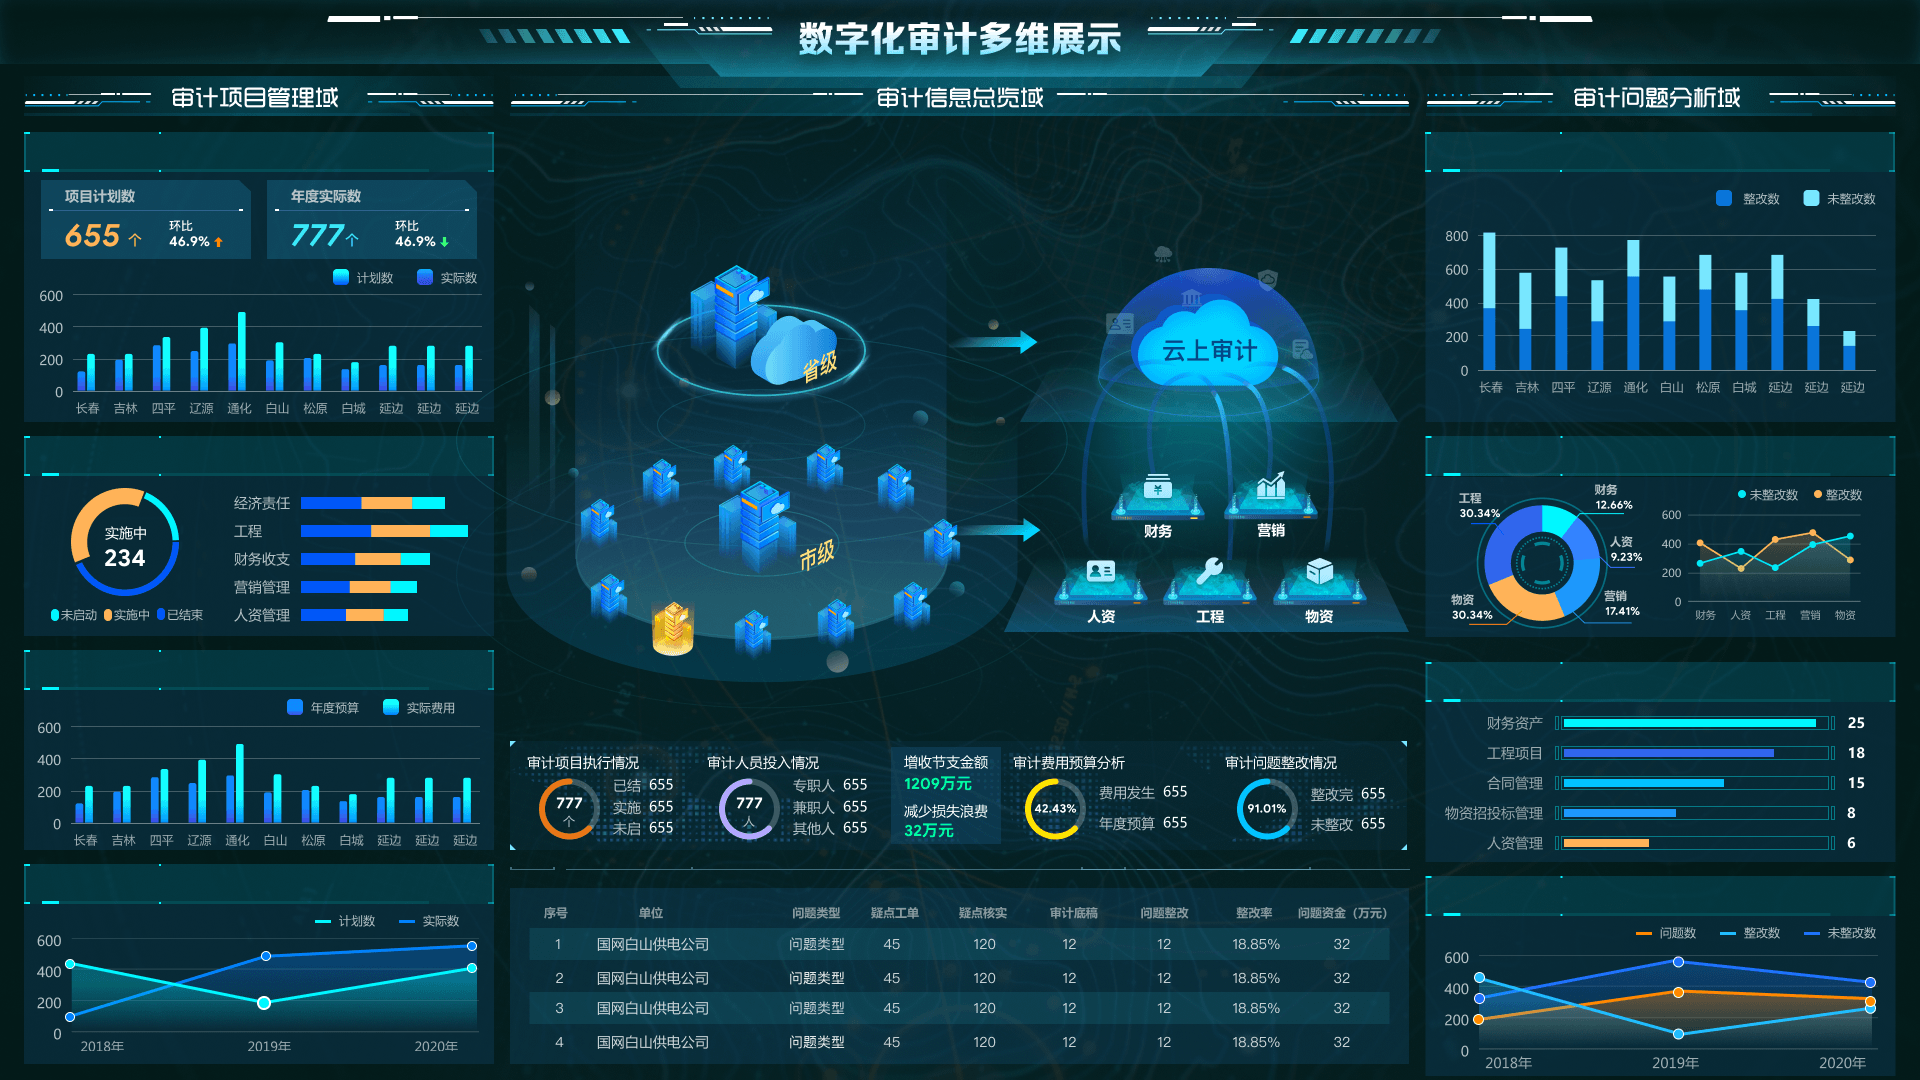 数字化审计多维展示
审计项目管理域
项目计划数
655 个
环比
46.9%
年度实际数
777 个
环比
46.9%
计划数 实际数
600
400
200
0
长春 吉林 四平 辽源 通化 白山 松原 白城 延边 延边 延边
实施中
234
未启动 实施中 已结束
经济责任
工程
财务收支
营销管理
人资管理
年度预算 实际费用
600
400
200
0
长春 吉林 四平 辽源 通化 白山 松原 白城 延边 延边 延边
计划数 实际数
600
400
200
0
2018年 2019年 2020年
审计信息总览域
省级
市级
云上审计
财务 营销
人资 工程 物资
审计项目执行情况
777
个
已结 655
实施 655
未启 655
审计人员投入情况
777
人
专职人 655
兼职人 655
其他人 655
增收节支金额
1209万元
减少损失浪费
32万元
审计费用预算分析
42.43%
费用发生 655
年度预算 655
审计问题整改情况
91.01%
整改完 655
未整改 655
序号 单位 问题类型 疑点工单 疑点核实 审计底稿 问题整改 整改率 问题资金（万元）
1 国网白山供电公司 问题类型 45 120 12 12 18.85% 32
2 国网白山供电公司 问题类型 45 120 12 12 18.85% 32
3 国网白山供电公司 问题类型 45 120 12 12 18.85% 32
4 国网白山供电公司 问题类型 45 120 12 12 18.85% 32
审计问题分析域
整改数 未整改数
800
600
400
200
0
长春 吉林 四平 辽源 通化 白山 松原 白城 延边 延边 延边
工程
30.34%
财务
12.66%
人资
9.23%
营销
17.41%
物资
30.34%
未整改数 整改数
600
400
200
0
财务 人资 工程 营销 物资
财务资产 25
工程项目 18
合同管理 15
物资招投标管理 8
人资管理 6
问题数 整改数 未整改数
600
400
200
0
2018年 2019年 2020年